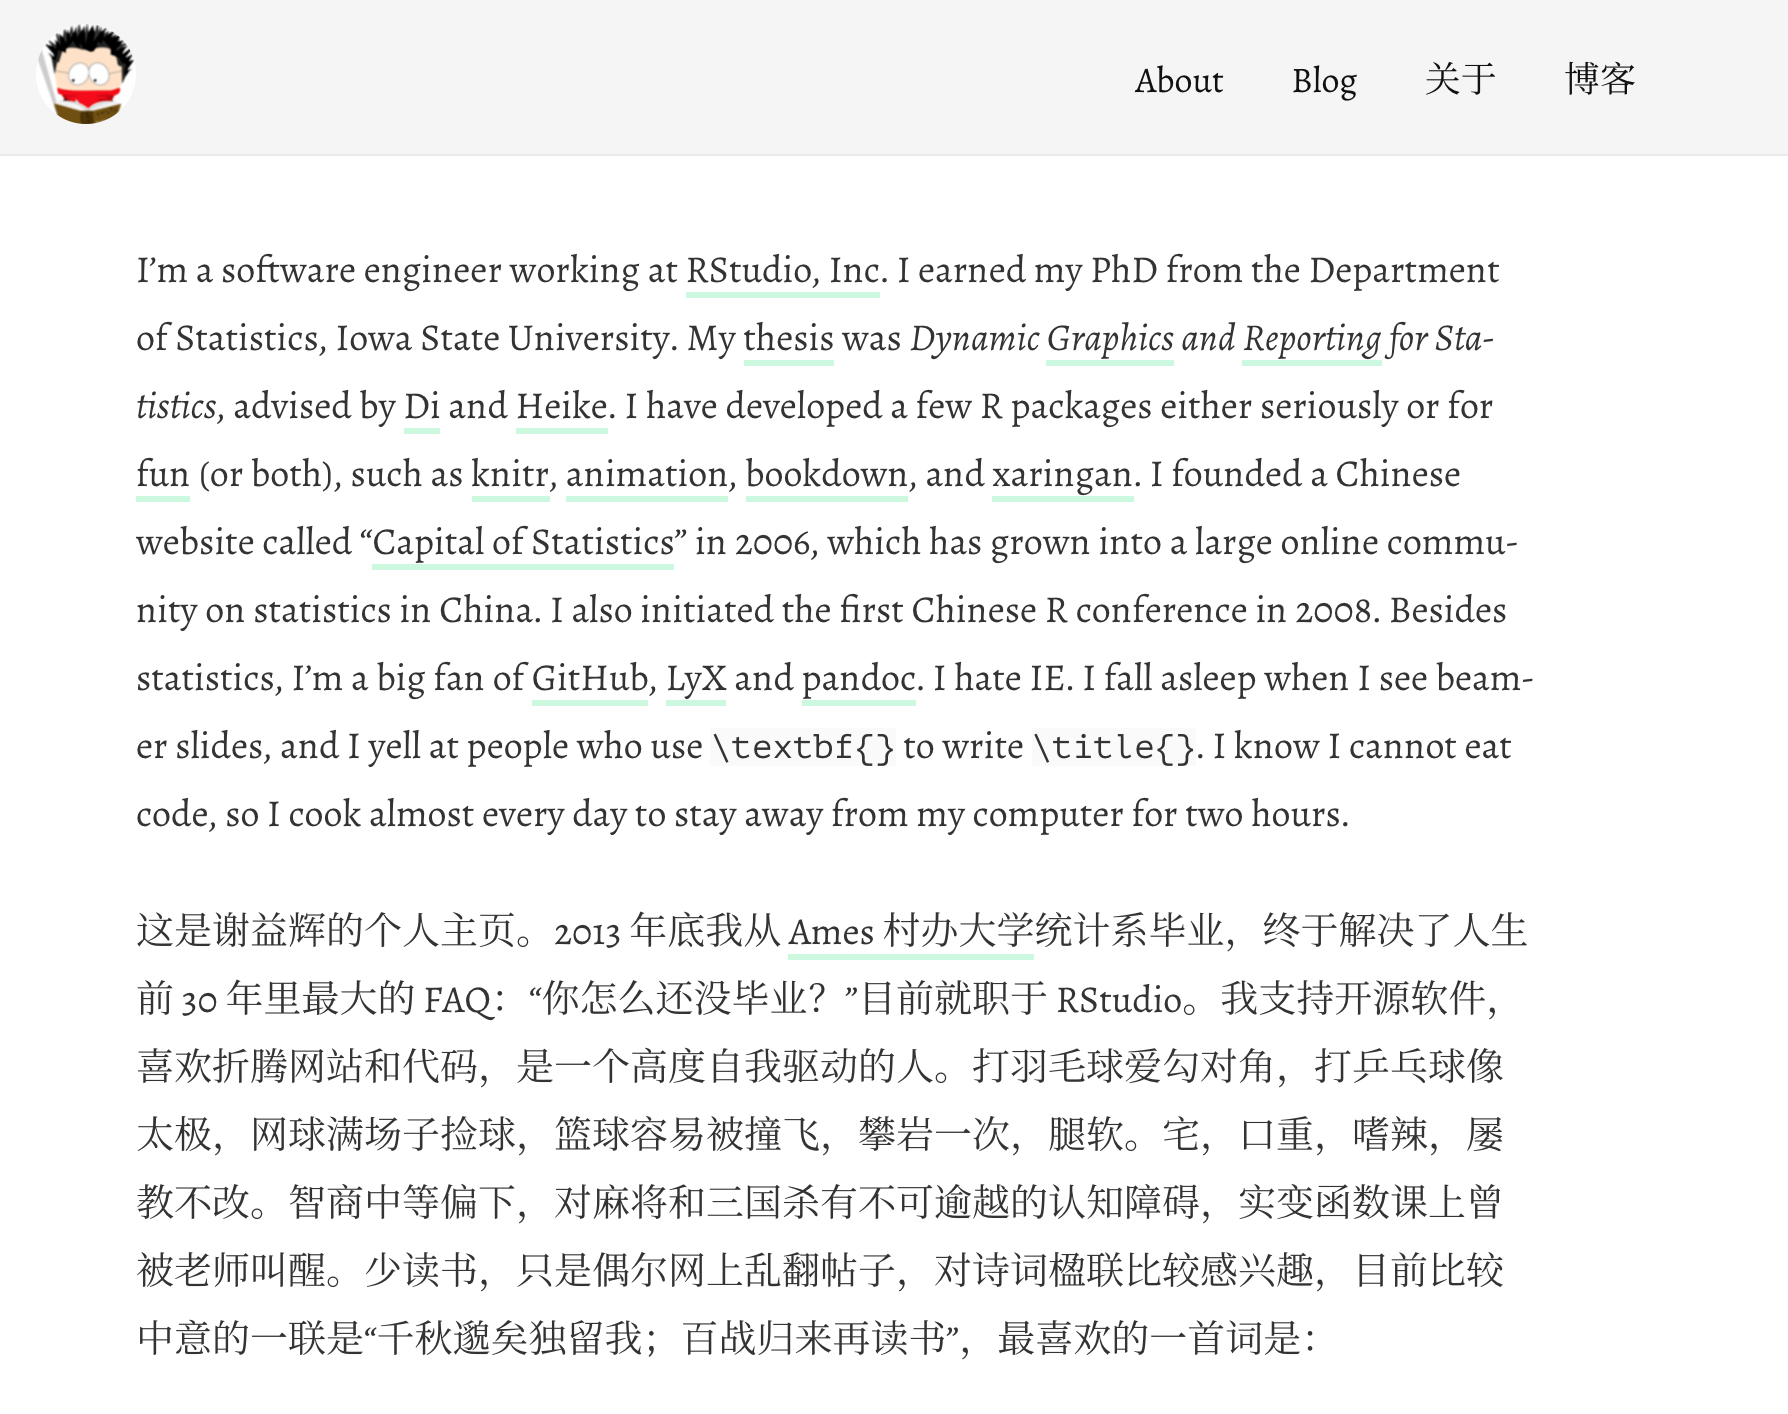 About Blog 关于 博客
I’m a software engineer working at RStudio, Inc. I earned my PhD from the Department
of Statistics, Iowa State University. My thesis was Dynamic Graphics and Reporting for Sta-
tistics, advised by Di and Heike. I have developed a few R packages either seriously or for
fun (or both), such as knitr, animation, bookdown, and xaringan. I founded a Chinese
website called “Capital of Statistics” in 2006, which has grown into a large online commu-
nity on statistics in China. I also initiated the first Chinese R conference in 2008. Besides
statistics, I’m a big fan of GitHub, LyX and pandoc. I hate IE. I fall asleep when I see beam-
er slides, and I yell at people who use \textbf{} to write \title{}. I know I cannot eat
code, so I cook almost every day to stay away from my computer for two hours.
这是谢益辉的个人主页。2013 年底我从 Ames 村办大学统计系毕业，终于解决了人生
前 30 年里最大的 FAQ：“你怎么还没毕业？”目前就职于 RStudio。我支持开源软件，
喜欢折腾网站和代码，是一个高度自我驱动的人。打羽毛球爱勾对角，打乒乓球像
太极，网球满场子捡球，篮球容易被撞飞，攀岩一次，腿软。宅，口重，嗜辣，屡
教不改。智商中等偏下，对麻将和三国杀有不可逾越的认知障碍，实变函数课上曾
被老师叫醒。少读书，只是偶尔网上乱翻帖子，对诗词楹联比较感兴趣，目前比较
中意的一联是“千秋邈矣独留我；百战归来再读书”，最喜欢的一首词是：